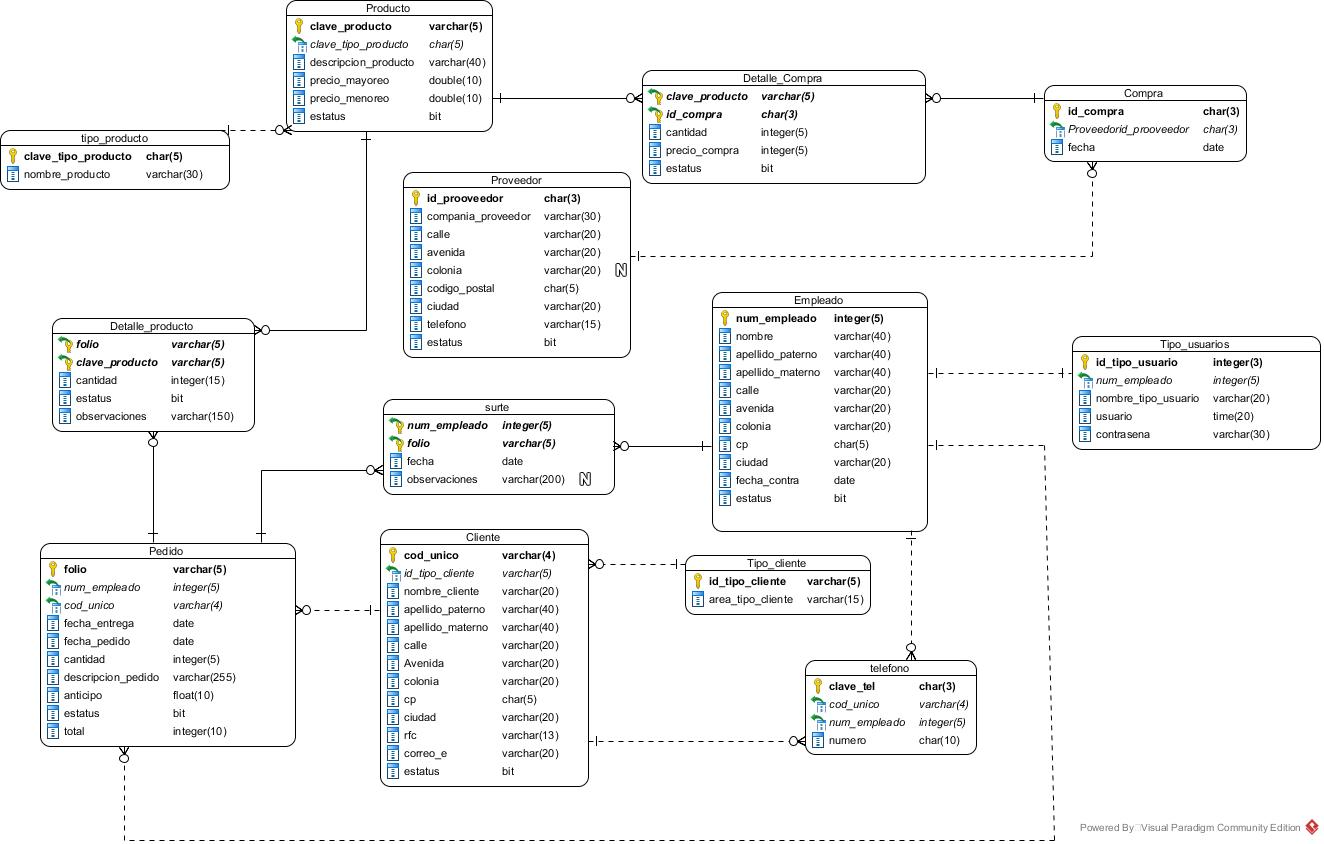 Producto
clave_producto varchar(5)
clave_tipo_producto char(5)
descripcion_producto varchar(40)
precio_mayoreo double(10)
precio_menoreo double(10)
estatus bit
tipo_producto
clave_tipo_producto char(5)
nombre_producto varchar(30)
Detalle_Compra
clave_producto varchar(5)
id_compra char(3)
cantidad integer(5)
precio_compra integer(5)
estatus bit
Compra
id_compra char(3)
Proveedorid_prooveedor char(3)
fecha date
Proveedor
id_prooveedor char(3)
compania_proveedor varchar(30)
calle varchar(20)
avenida varchar(20)
colonia varchar(20) N
codigo_postal char(5)
ciudad varchar(20)
telefono varchar(15)
estatus bit
Empleado
num_empleado integer(5)
nombre varchar(40)
apellido_paterno varchar(40)
apellido_materno varchar(40)
calle varchar(20)
avenida varchar(20)
colonia varchar(20)
cp char(5)
ciudad varchar(20)
fecha_contra date
estatus bit
Tipo_usuarios
id_tipo_usuario integer(3)
num_empleado integer(5)
nombre_tipo_usuario varchar(20)
usuario time(20)
contrasena varchar(30)
Detalle_producto
folio varchar(5)
clave_producto varchar(5)
cantidad integer(15)
estatus bit
observaciones varchar(150)
surte
num_empleado integer(5)
folio varchar(5)
fecha date
observaciones varchar(200) N
Pedido
folio varchar(5)
num_empleado integer(5)
cod_unico varchar(4)
fecha_entrega date
fecha_pedido date
cantidad integer(5)
descripcion_pedido varchar(255)
anticipo float(10)
estatus bit
total integer(10)
Cliente
cod_unico varchar(4)
id_tipo_cliente varchar(5)
nombre_cliente varchar(20)
apellido_paterno varchar(40)
apellido_materno varchar(40)
calle varchar(20)
Avenida varchar(20)
colonia varchar(20)
cp char(5)
ciudad varchar(20)
rfc varchar(13)
correo_e varchar(20)
estatus bit
Tipo_cliente
id_tipo_cliente varchar(5)
area_tipo_cliente varchar(15)
telefono
clave_tel char(3)
cod_unico varchar(4)
num_empleado integer(5)
numero char(10)
Powered By Visual Paradigm Community Edition